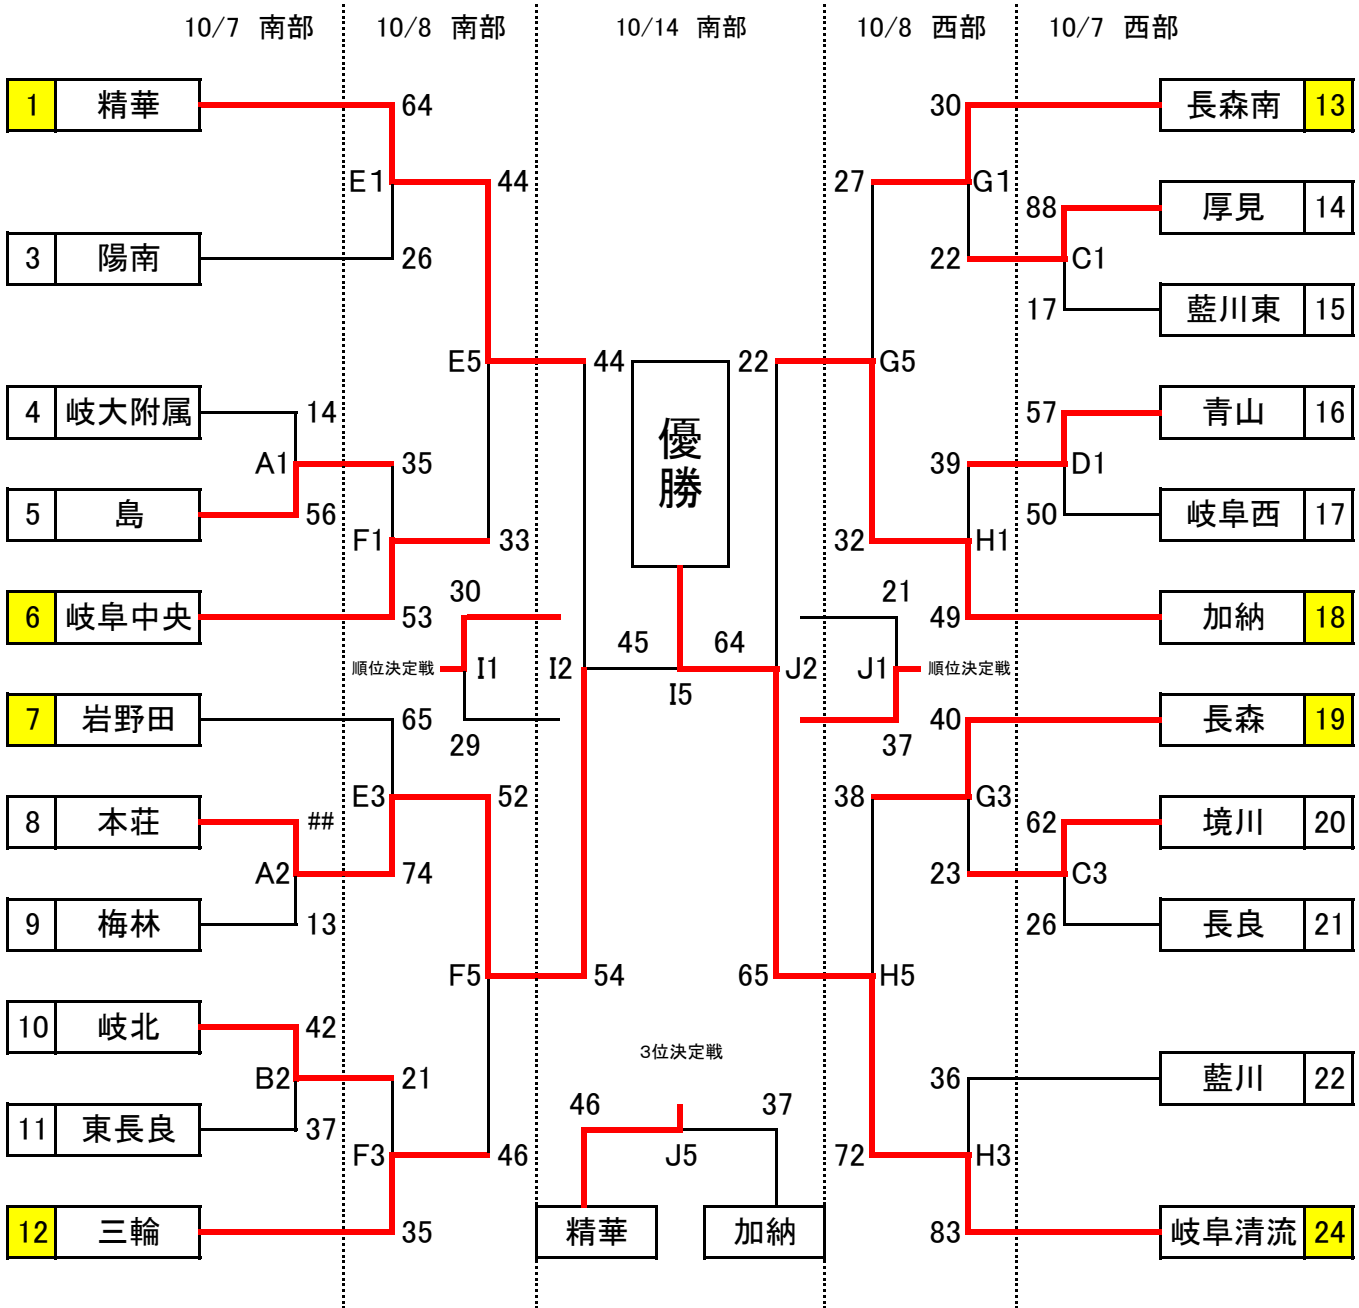 10/7 南部 10/8 南部 10/14 南部 10/8 西部 10/7 西部
1 精華 64 30 長森南 13
E1 44 27 G1
88 厚見 14
3 陽南 26 22 C1
17 藍川東 15
E5 44 22 G5
4 岐大附属 14 57 青山 16
優勝
A1 35 39 D1
5 島 56 50 岐阜西 17
F1 33 32 H1
30 21
6 岐阜中央 53 49 加納 18
45 64
順位決定戦 I1 I2 J2 J1 順位決定戦
I5
7 岩野田 65 40 長森 19
29 37
E3 52 38 G3
8 本荘 ## 62 境川 20
A2 74 23 C3
9 梅林 13 26 長良 21
F5 54 65 H5
10 岐北 42
3位決定戦
B2 21 36 藍川 22
46 37
11 東長良 37
F3 46 J5 72 H3
12 三輪 35 精華 加納 83 岐阜清流 24